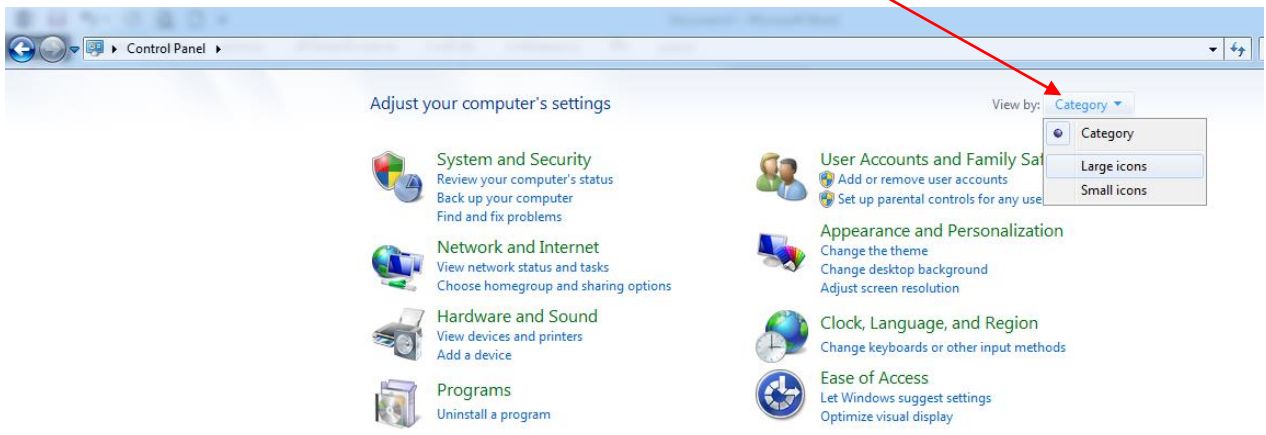 Control Panel
Adjust your computer's settings
View by: Category
Category
Large icons
Small icons
System and Security
Review your computer's status
Back up your computer
Find and fix problems
Network and Internet
View network status and tasks
Choose homegroup and sharing options
Hardware and Sound
View devices and printers
Add a device
Programs
Uninstall a program
User Accounts and Family Saf
Add or remove user accounts
Set up parental controls for any use
Appearance and Personalization
Change the theme
Change desktop background
Adjust screen resolution
Clock, Language, and Region
Change keyboards or other input methods
Ease of Access
Let Windows suggest settings
Optimize visual display